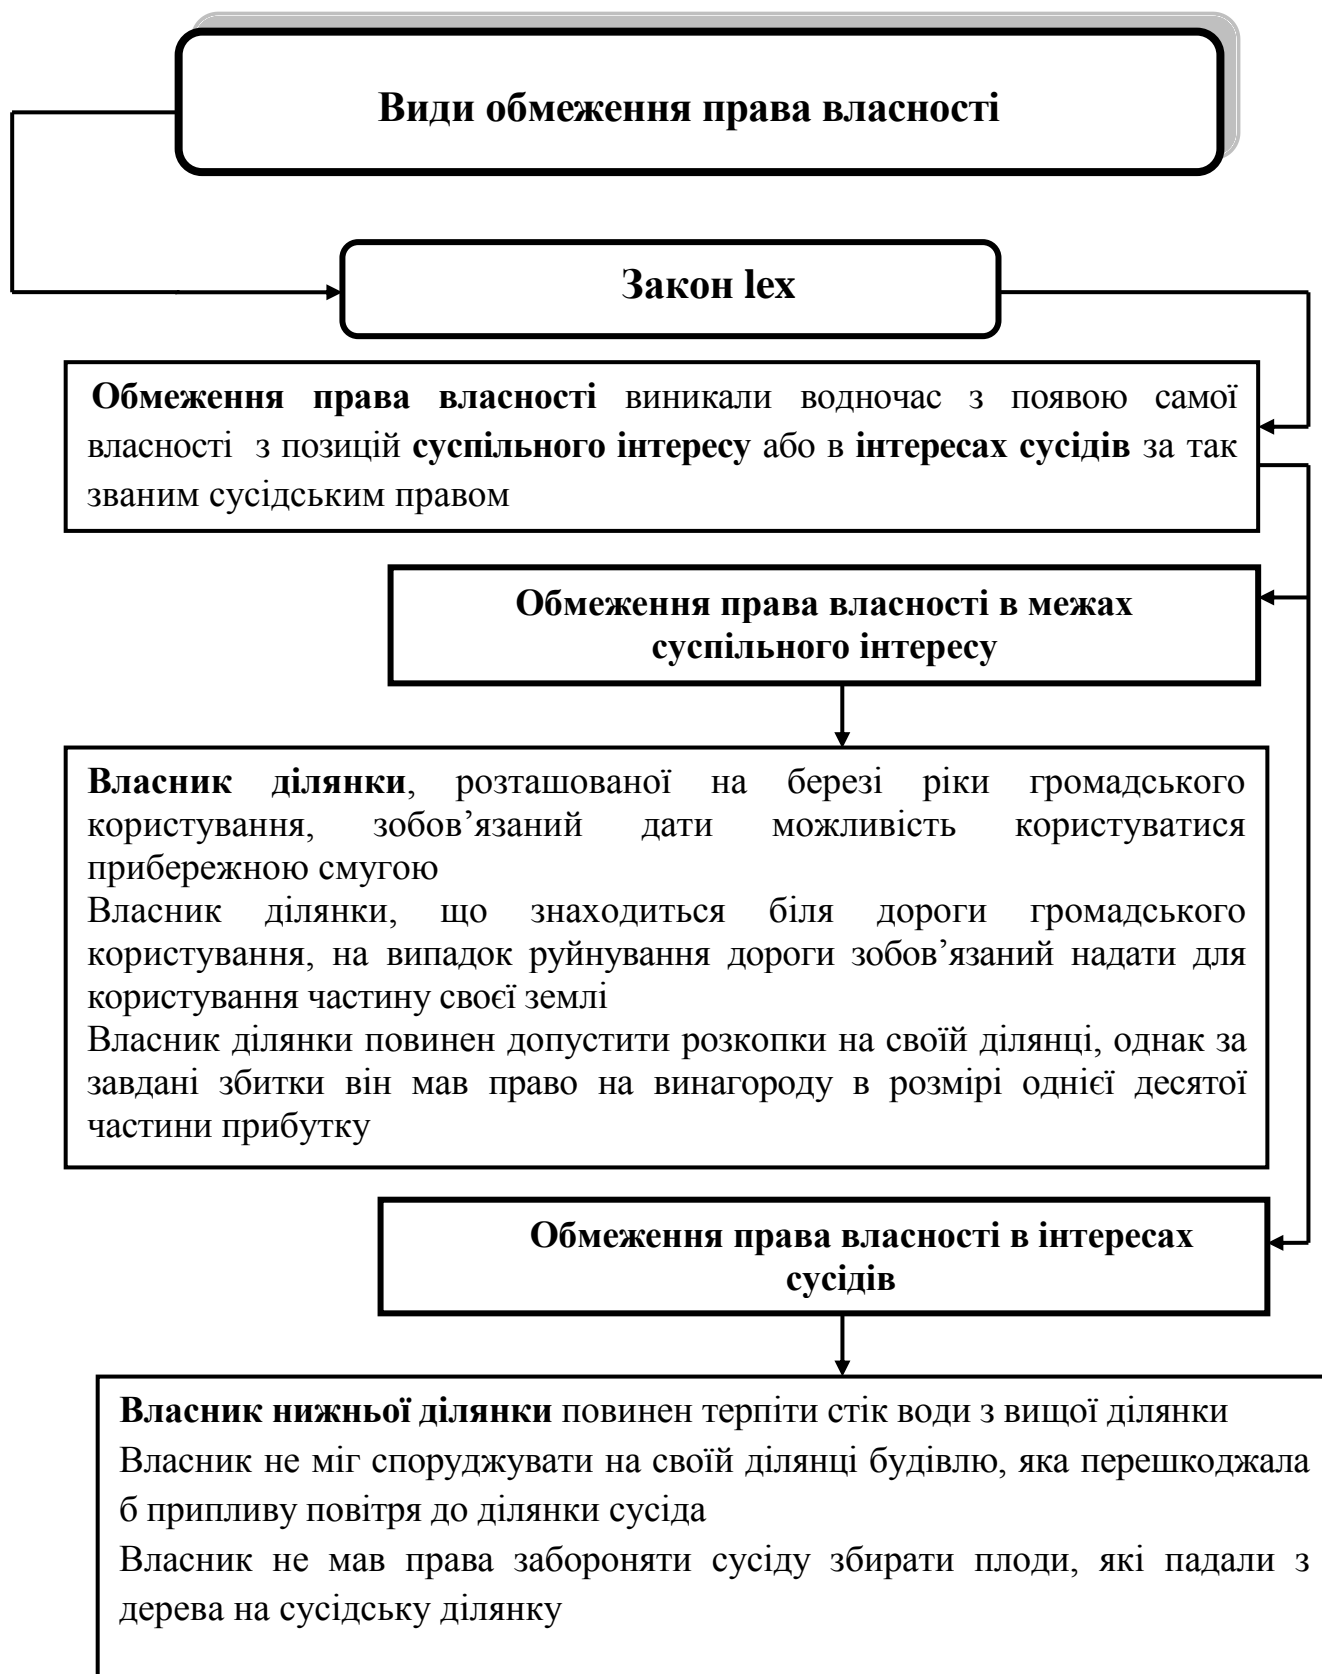 Види обмеження права власності
Закон lex
Обмеження права власності виникали водночас з появою самої
власності з позицій суспільного інтересу або в інтересах сусідів за так
званим сусідським правом
Обмеження права власності в межах
суспільного інтересу
Власник ділянки, розташованої на березі ріки громадського
користування, зобов’язаний дати можливість користуватися
прибережною смугою
Власник ділянки, що знаходиться біля дороги громадського
користування, на випадок руйнування дороги зобов’язаний надати для
користування частину своєї землі
Власник ділянки повинен допустити розкопки на своїй ділянці, однак за
завдані збитки він мав право на винагороду в розмірі однієї десятої
частини прибутку
Обмеження права власності в інтересах
сусідів
Власник нижньої ділянки повинен терпіти стік води з вищої ділянки
Власник не міг споруджувати на своїй ділянці будівлю, яка перешкоджала
б припливу повітря до ділянки сусіда
Власник не мав права забороняти сусіду збирати плоди, які падали з
дерева на сусідську ділянку